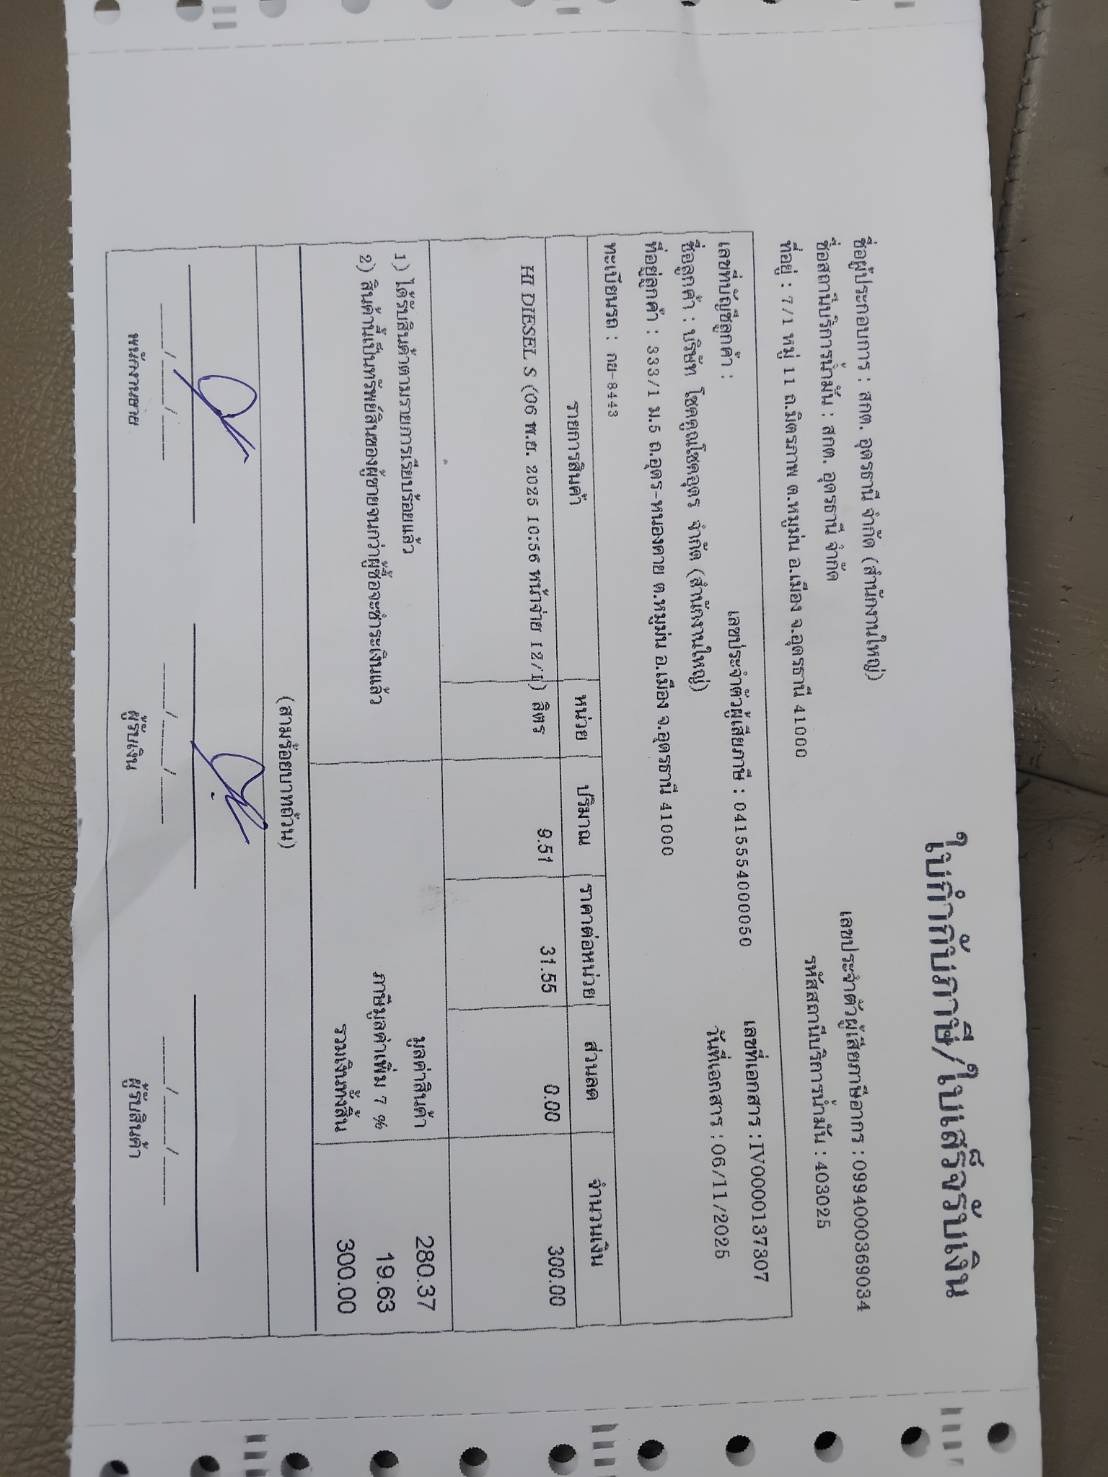 ใบกำกับภาษี/ใบเสร็จรับเงิน
ชื่อผู้ประกอบการ : สกต. อุดรธานี จำกัด (สำนักงานใหญ่) เลขประจำตัวผู้เสียภาษีอากร : 0994000369034
ชื่อสถานีบริการน้ำมัน : สกต. อุดรธานี จำกัด รหัสสถานีบริการน้ำมัน : 403025
ที่อยู่ : 7/1 หมู่ 11 ถ.มิตรภาพ ต.หมูม่น อ.เมือง จ.อุดรธานี 41000
เลขที่บัญชีลูกค้า : เลขประจำตัวผู้เสียภาษี : 0415554000050 เลขที่เอกสาร : IV0000137307
ชื่อลูกค้า : บริษัท โชคคูณโชคอุดร จำกัด (สำนักงานใหญ่) วันที่เอกสาร : 06/11/2025
ที่อยู่ลูกค้า : 333/1 ม.5 ถ.อุดร-หนองคาย ต.หมูม่น อ.เมือง จ.อุดรธานี 41000
ทะเบียนรถ : กย-8443
รายการสินค้า หน่วย ปริมาณ ราคาต่อหน่วย ส่วนลด จำนวนเงิน
HI DIESEL S (06 พ.ย. 2025 10:56 หน้าจ่าย 12/1) ลิตร 9.51 31.55 0.00 300.00
1) ได้รับสินค้าตามรายการเรียบร้อยแล้ว มูลค่าสินค้า 280.37
2) สินค้านี้เป็นทรัพย์สินของผู้ขายจนกว่าผู้ซื้อจะชำระเงินแล้ว ภาษีมูลค่าเพิ่ม 7 % 19.63
รวมเงินทั้งสิ้น 300.00
(สามร้อยบาทถ้วน)
___/___/___ ___/___/___ ___/___/___
พนักงานขาย ผู้รับเงิน ผู้รับสินค้า